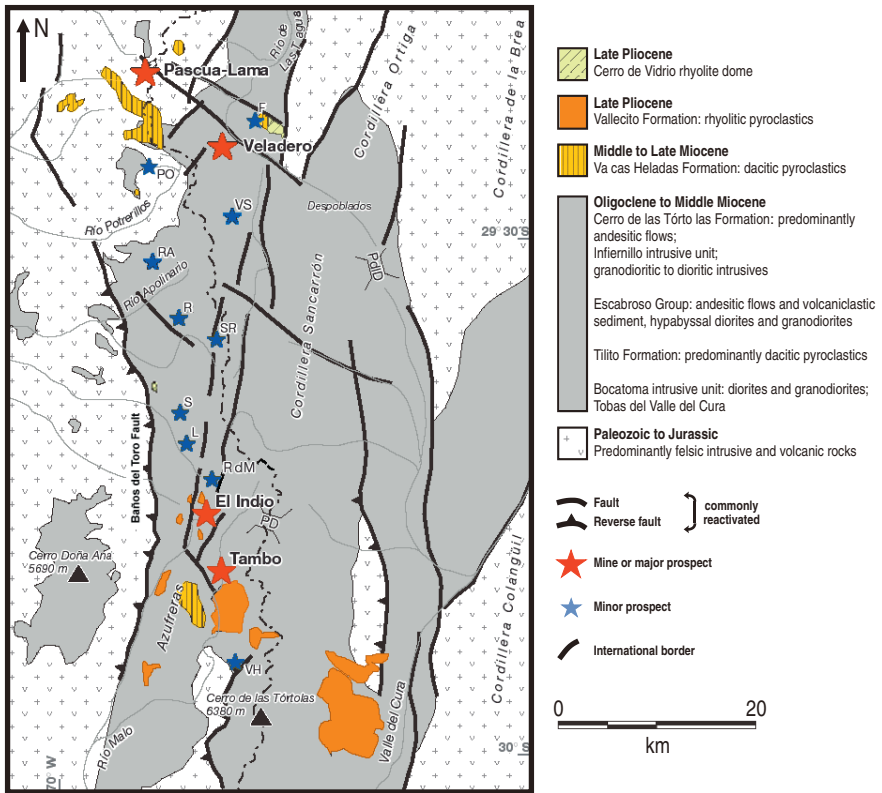 N
Pascua-Lama
Río de
Las Taguas
Cordillera Ortiga
Cordillera de la Brea
F
Veladero
PO
Río Potrerillos
VS
Despoblados
29° 30'S
RA
Río Apolinario
PdlD
R
SR
Cordillera Sancarrón
S
L
Baños del Toro Fault
RdM
El Indio
PD
Cerro Doña Ana
5690 m
Tambo
Azufreras
Cordillera Colangüil
VH
Cerro de las Tórtolas
6380 m
Valle del Cura
Río Malo
70° W
30° S
Late Pliocene
Cerro de Vidrio rhyolite dome
Late Pliocene
Vallecito Formation: rhyolitic pyroclastics
Middle to Late Miocene
Va cas Heladas Formation: dacitic pyroclastics
Oligoclene to Middle Miocene
Cerro de las Tórto las Formation: predominantly
andesitic flows;
Infiernillo intrusive unit;
granodioritic to dioritic intrusives
Escabroso Group: andesitic flows and volcaniclastic
sediment, hypabyssal diorites and granodiorites
Tilito Formation: predominantly dacitic pyroclastics
Bocatoma intrusive unit: diorites and granodiorites;
Tobas del Valle del Cura
Paleozoic to Jurassic
Predominantly felsic intrusive and volcanic rocks
Fault
Reverse fault
commonly
reactivated
Mine or major prospect
Minor prospect
International border
0 20
km